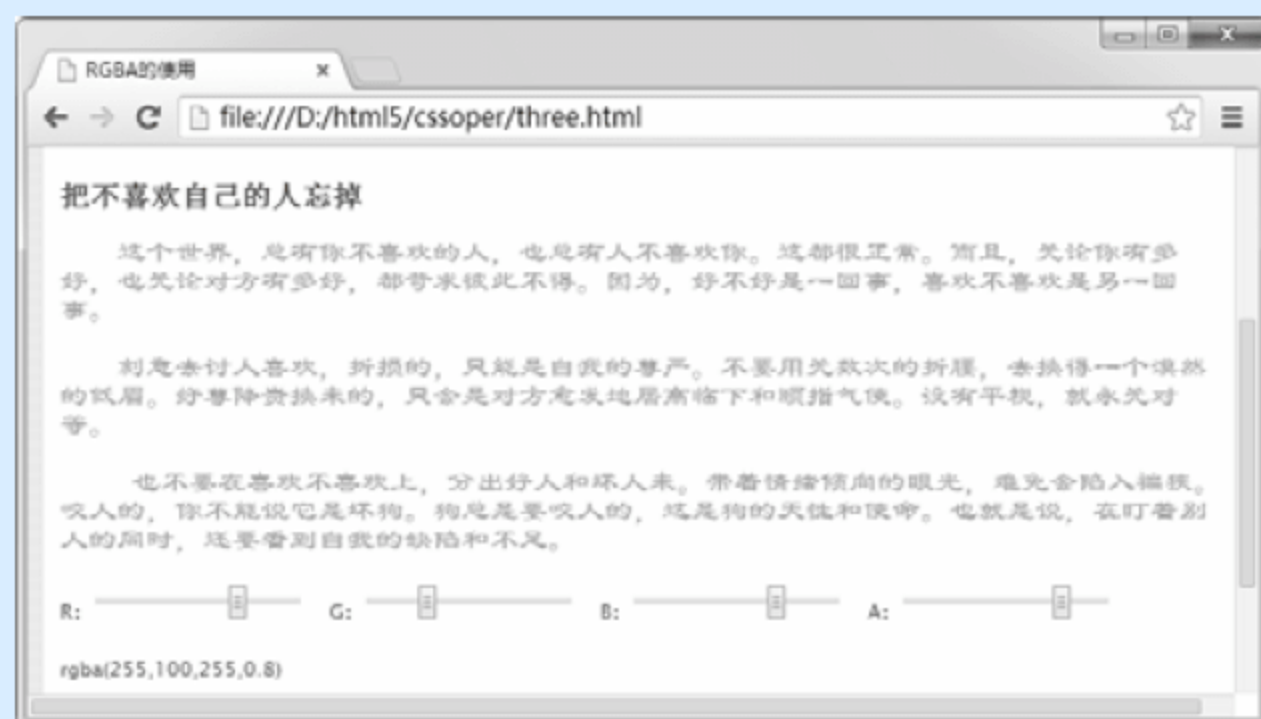 RGBA的使用
file:///D:/html5/cssoper/three.html
把不喜欢自己的人忘掉
这个世界，总有你不喜欢的人，也总有人不喜欢你。这都很正常。而且，无论你有多
好，也无论对方有多好，都苛求彼此不得。因为，好不好是一回事，喜欢不喜欢是另一回
事。
刻意去讨人喜欢，折损的，只能是自我的尊严。不要用无数次的折腰，去换得一个漠然
的低眉。纡尊降贵换来的，只会是对方愈发地居高临下和颐指气使。没有平视，就永无对
等。
也不要在喜欢不喜欢上，分出好人和坏人来。带着情绪倾向的眼光，难免会陷入褊狭。
咬人的，你不能说它是坏狗。狗总是要咬人的，这是狗的天性和使命。也就是说，在盯着别
人的同时，还要看到自我的缺陷和不足。
R: G: B: A:
rgba(255,100,255,0.8)